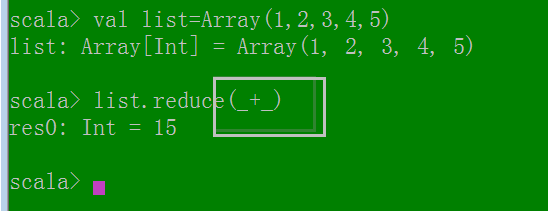 scala> val list=Array(1,2,3,4,5)
list: Array[Int] = Array(1, 2, 3, 4, 5)
scala> list.reduce(_+_)
res0: Int = 15
scala>